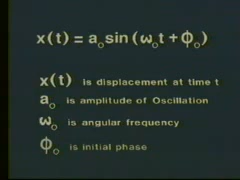 x(t) = a₀sin(ω₀t + ϕ₀)
x(t) is displacement at time t
a₀ is amplitude of Oscillation
ω₀ is angular frequency
ϕ₀ is initial phase